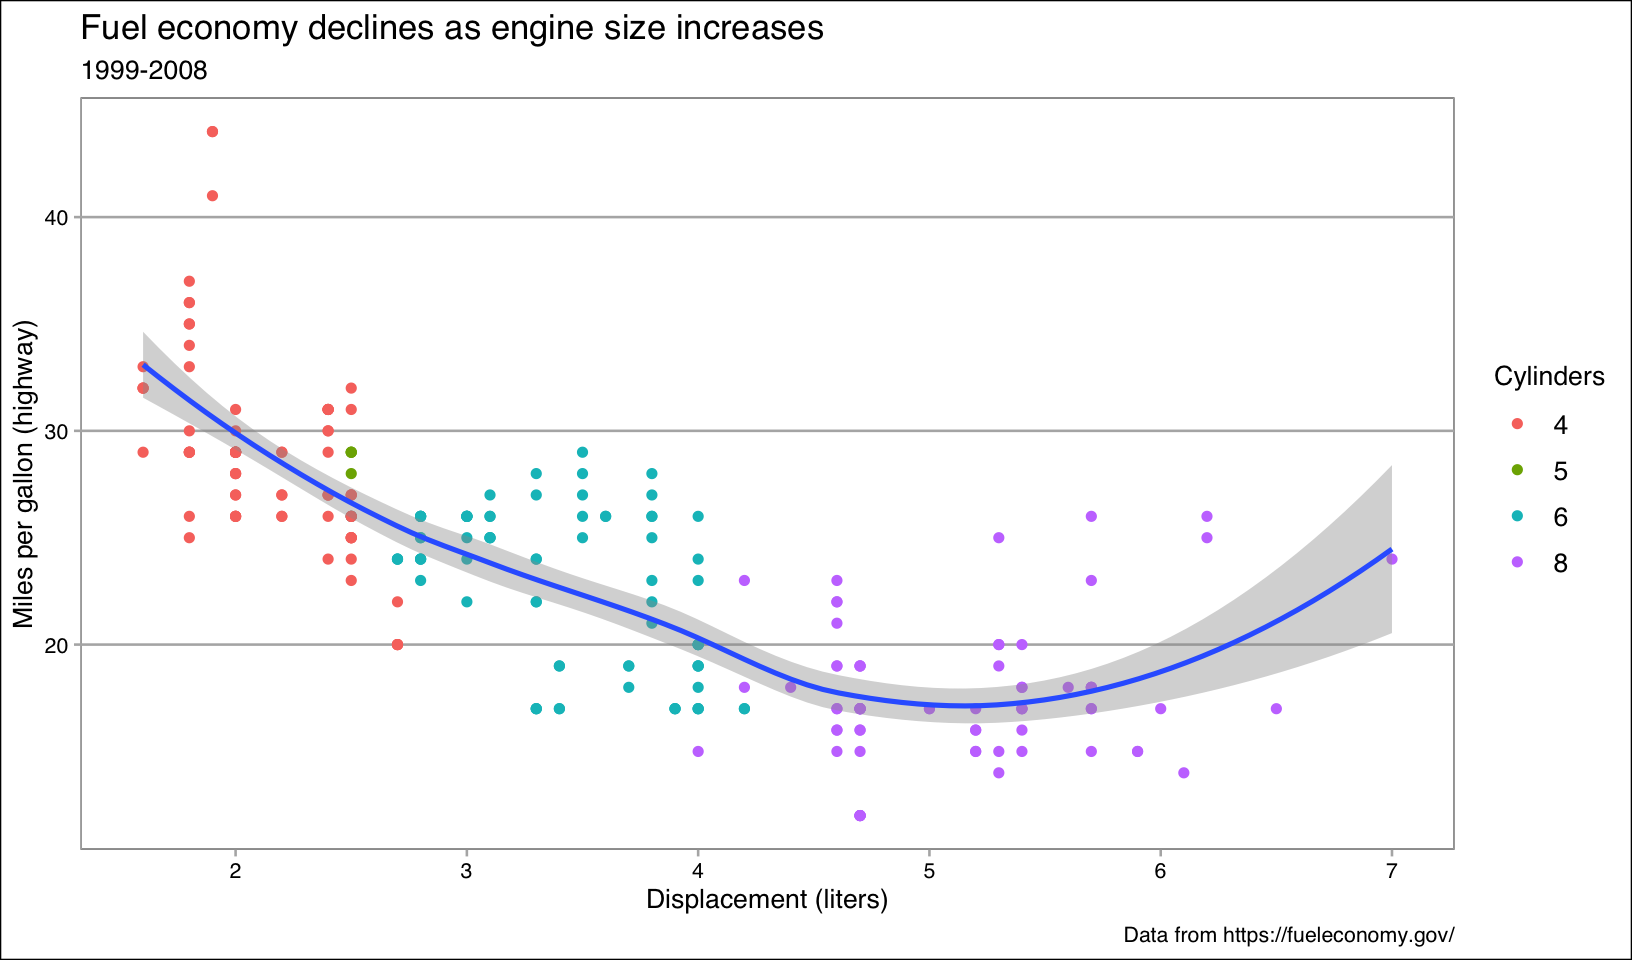 Fuel economy declines as engine size increases
1999-2008
Miles per gallon (highway)
40
30
20
2
3
4
5
6
7
Displacement (liters)
Cylinders
4
5
6
8
Data from https://fueleconomy.gov/